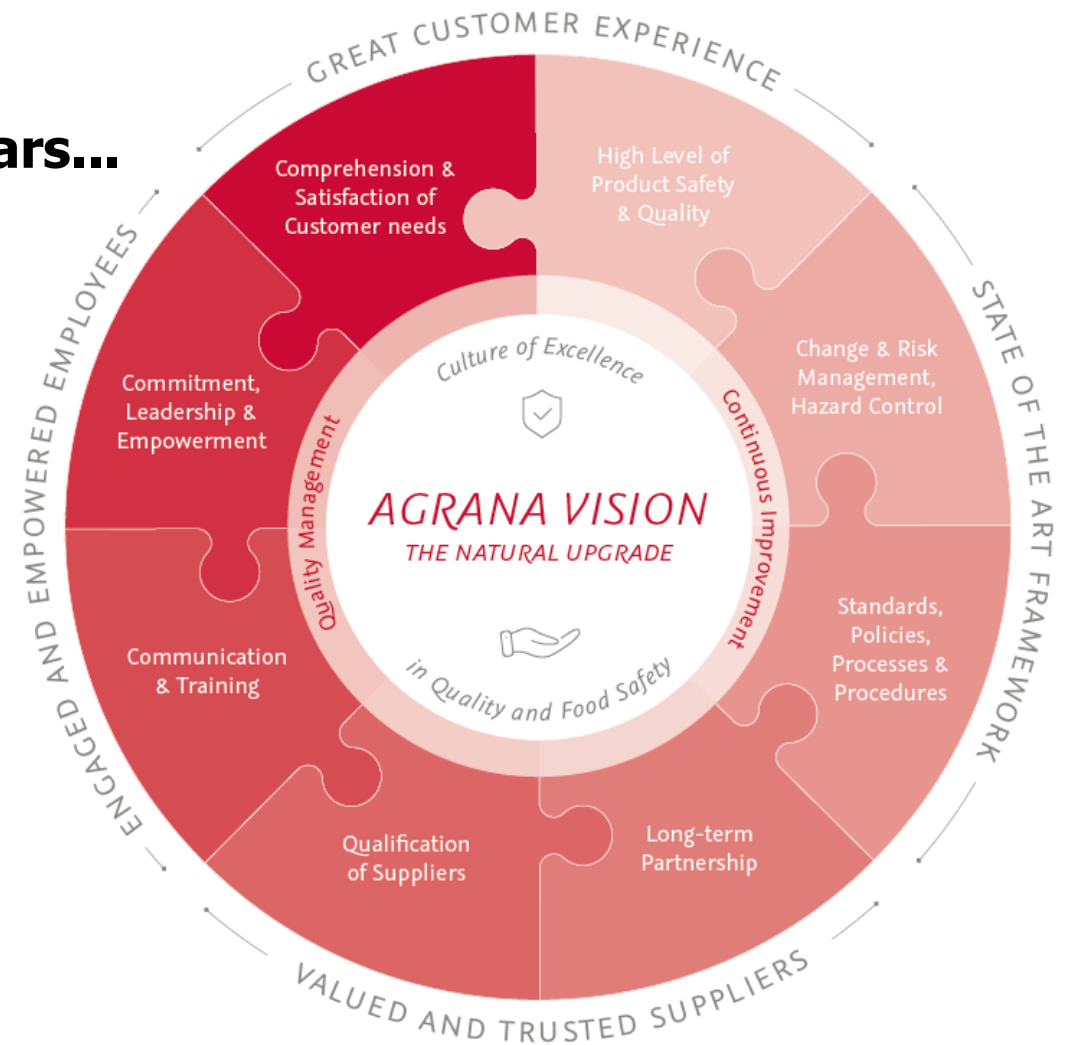 GREAT CUSTOMER EXPERIENCE
ars...
Comprehension &
Satisfaction of
Customer needs
High Level of
Product Safety
& Quality
STATE OF THE ART FRAMEWORK
Change & Risk
Management,
Hazard Control
Standards,
Policies,
Processes &
Procedures
Long-term
Partnership
VALUED AND TRUSTED SUPPLIERS
Qualification
of Suppliers
Communication
& Training
ENGAGED AND EMPOWERED EMPLOYEES
Commitment,
Leadership &
Empowerment
Quality Management
Continuous Improvement
Culture of Excellence
AGRANA VISION
THE NATURAL UPGRADE
in Quality and Food Safety